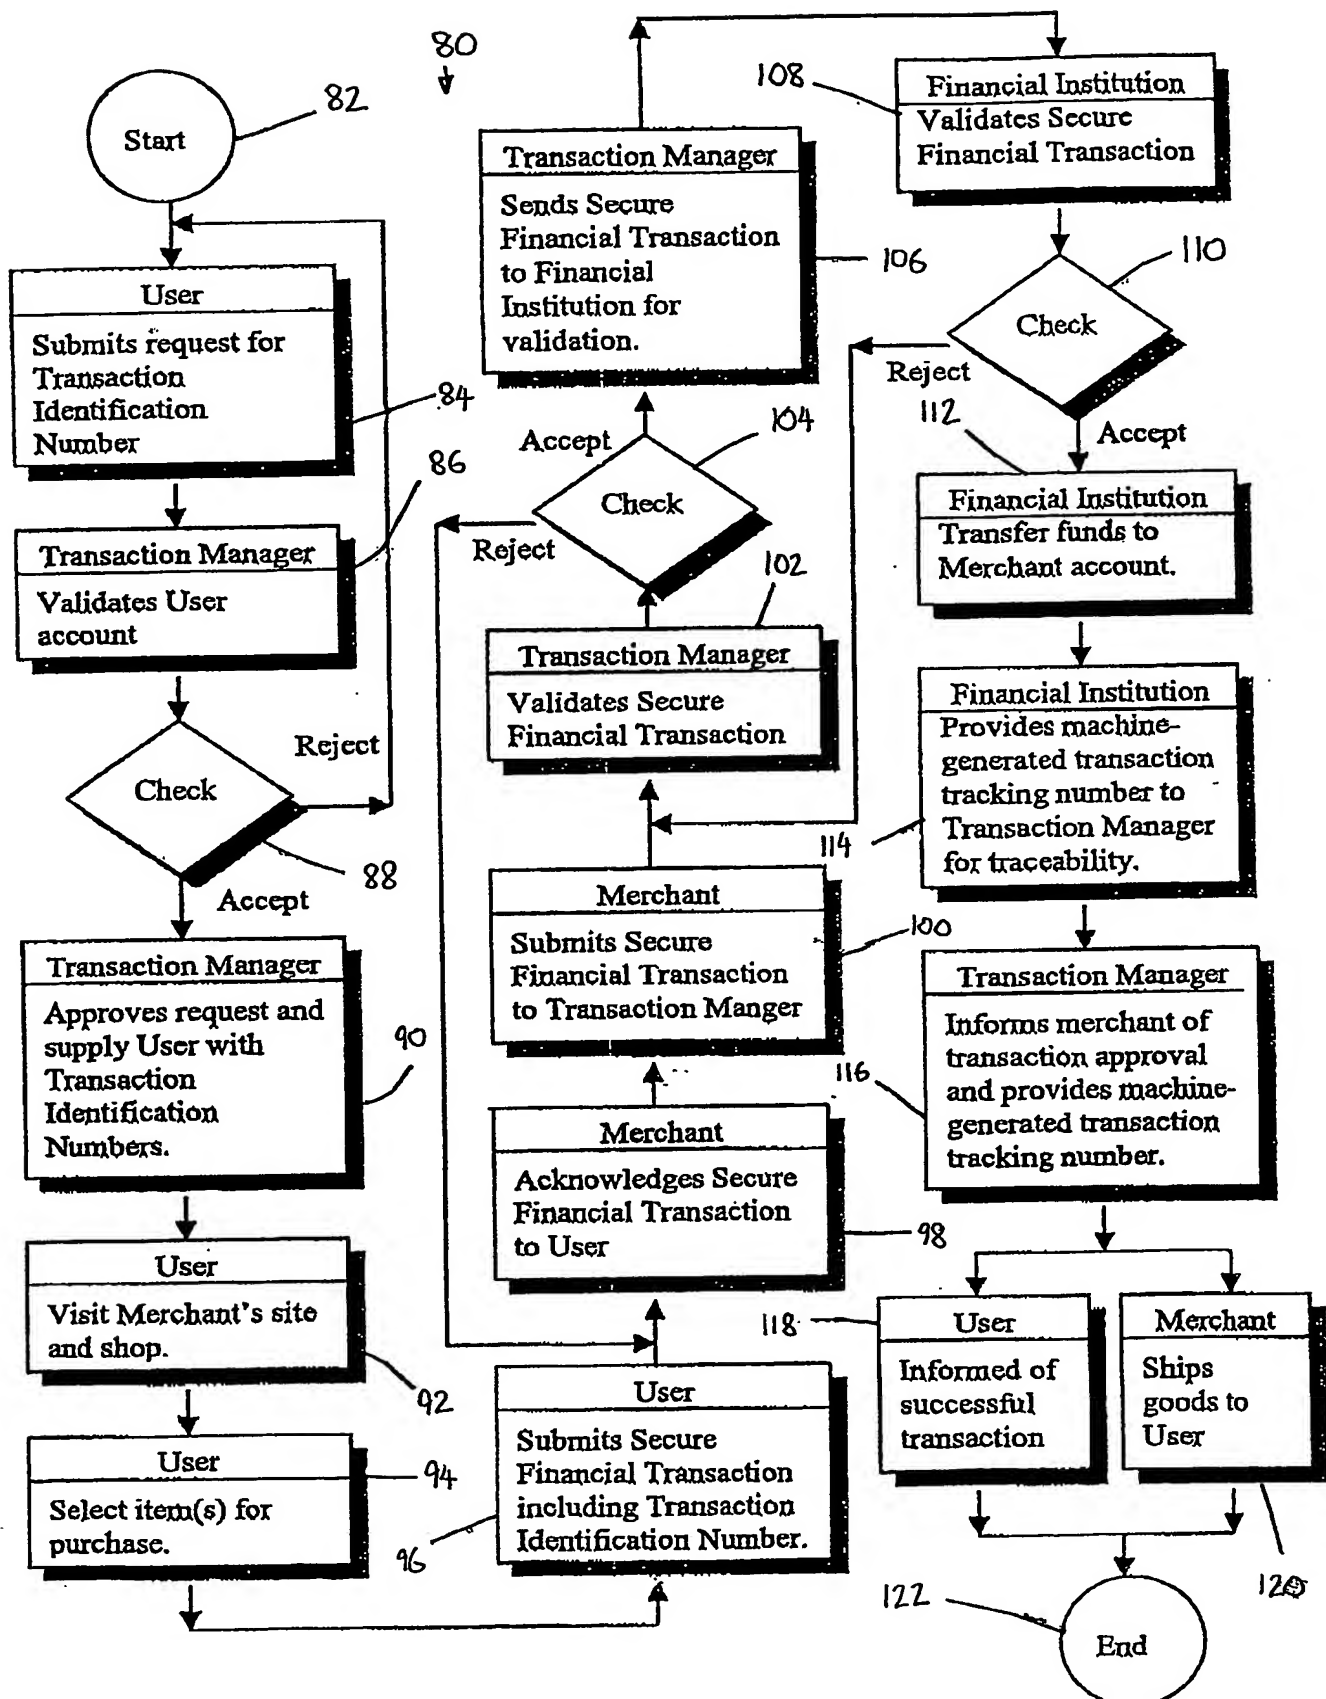 80
82
Start
User
Submits request for
Transaction
Identification
Number
84
86
Transaction Manager
Validates User
account
Reject
Check
88
Accept
Transaction Manager
Approves request and
supply User with
Transaction
Identification
Numbers.
90
User
Visit Merchant's site
and shop.
92
User
Select item(s) for
purchase.
94
User
Submits Secure
Financial Transaction
including Transaction
Identification Number.
96
Merchant
Acknowledges Secure
Financial Transaction
to User
98
Merchant
Submits Secure
Financial Transaction
to Transaction Manger
100
Transaction Manager
Validates Secure
Financial Transaction
102
Check
104
Reject
Accept
Transaction Manager
Sends Secure
Financial Transaction
to Financial
Institution for
validation.
106
108
Financial Institution
Validates Secure
Financial Transaction
110
Check
Reject
Accept
112
Financial Institution
Transfer funds to
Merchant account.
Financial Institution
Provides machine-
generated transaction
tracking number to
Transaction Manager
for traceability.
114
Transaction Manager
Informs merchant of
transaction approval
and provides machine-
generated transaction
tracking number.
116
118
User
Informed of
successful
transaction
Merchant
Ships
goods to
User
120
122
End